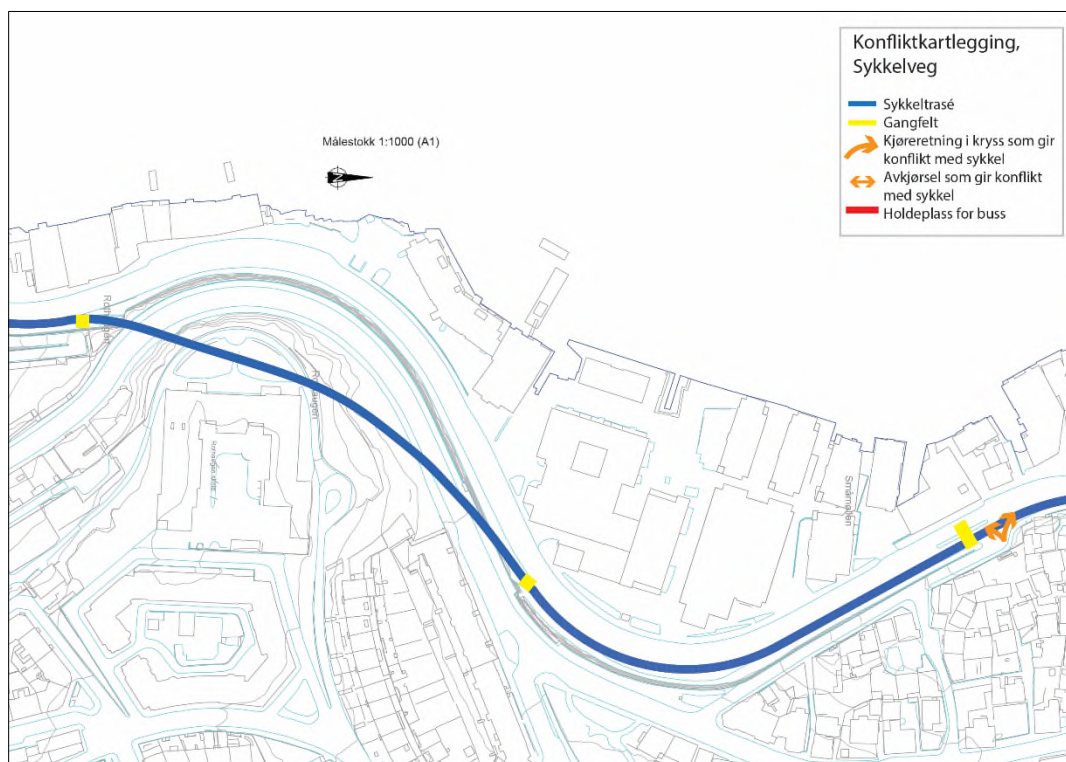 Konfliktkartlegging,
Sykkelveg
Sykkeltrasé
Gangfelt
Kjøreretning i kryss som gir
konflikt med sykkel
Avkjørsel som gir konflikt
med sykkel
Holdeplass for buss
Målestokk 1:1000 (A1)
N